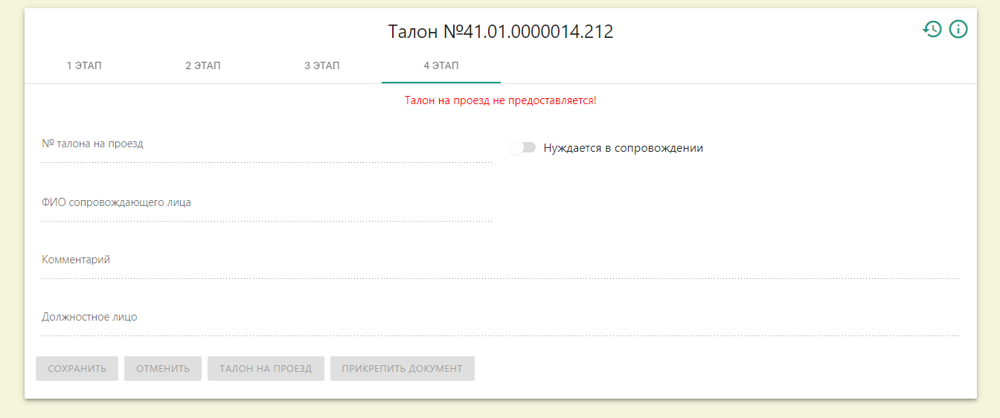 Талон №41.01.0000014.212
1 ЭТАП 2 ЭТАП 3 ЭТАП 4 ЭТАП
Талон на проезд не предоставляется!
№ талона на проезд
Нуждается в сопровождении
ФИО сопровождающего лица
Комментарий
Должностное лицо
СОХРАНИТЬ ОТМЕНИТЬ ТАЛОН НА ПРОЕЗД ПРИКРЕПИТЬ ДОКУМЕНТ